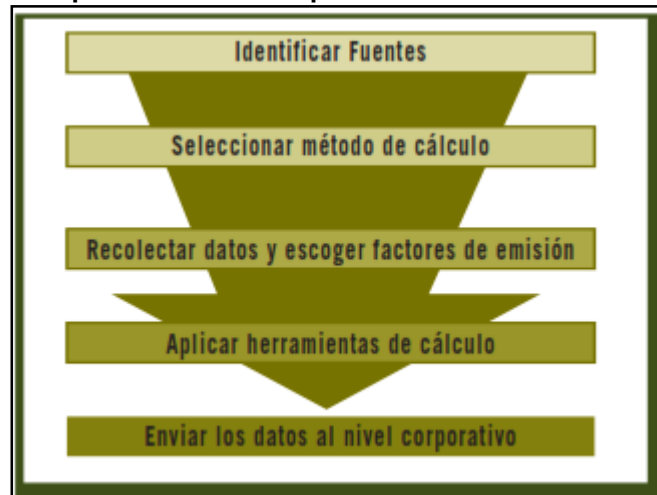 Identificar Fuentes
Seleccionar método de cálculo
Recolectar datos y escoger factores de emisión
Aplicar herramientas de cálculo
Enviar los datos al nivel corporativo